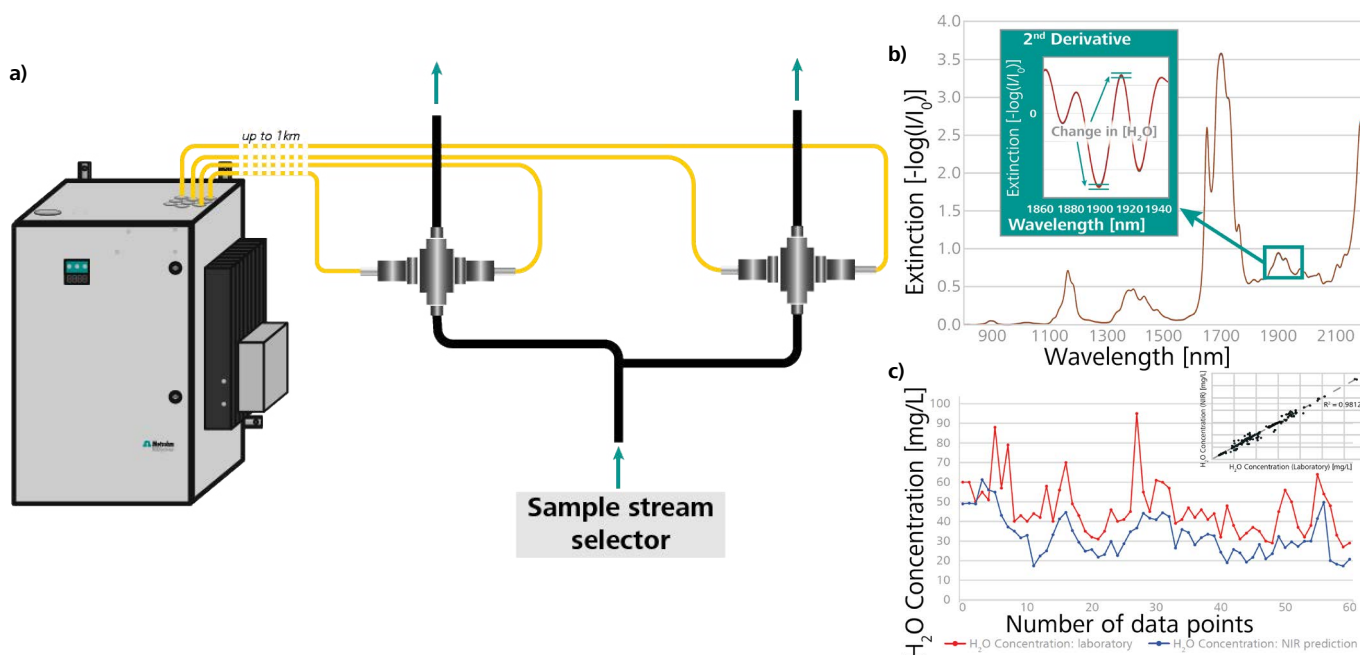 a)
up to 1km
Metrohm
Sample stream
selector
b)
Extinction [-log(I/I₀)]
4.0
3.5
3.0
2.5
2.0
1.5
1.0
0.5
0.0
2nd Derivative
Extinction [-log(I/I₀)]
0
Change in [H₂O]
1860 1880 1900 1920 1940
Wavelength [nm]
900 1100 1300 1500 1700 1900 2100
Wavelength [nm]
c)
H₂O Concentration [mg/L]
100
90
80
70
60
50
40
30
20
10
0
H₂O Concentration (NIR) [mg/L]
R² = 0.9812
H₂O Concentration (Laboratory) [mg/L]
0 10 20 30 40 50 60
Number of data points
H₂O Concentration: laboratory H₂O Concentration: NIR prediction